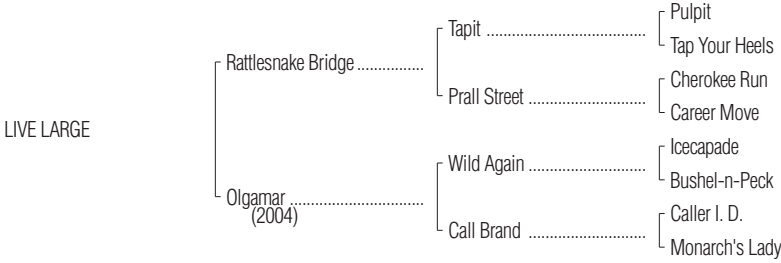 Pulpit
Tapit ........................................
Tap Your Heels
Rattlesnake Bridge ................
Cherokee Run
Prall Street .............................
Career Move
LIVE LARGE
Icecapade
Wild Again .............................
Bushel-n-Peck
Olgamar .................................
(2004)
Caller I. D.
Call Brand .............................
Monarch's Lady